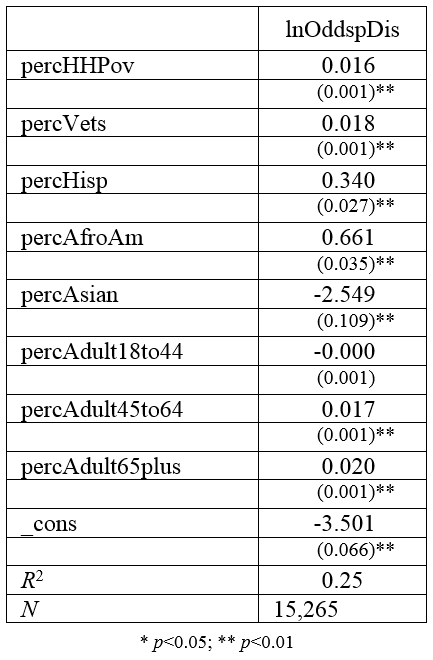 lnOddspDis
percHHPov 0.016
(0.001)**
percVets 0.018
(0.001)**
percHisp 0.340
(0.027)**
percAfroAm 0.661
(0.035)**
percAsian -2.549
(0.109)**
percAdult18to44 -0.000
(0.001)
percAdult45to64 0.017
(0.001)**
percAdult65plus 0.020
(0.001)**
_cons -3.501
(0.066)**
R² 0.25
N 15,265
* p<0.05; ** p<0.01